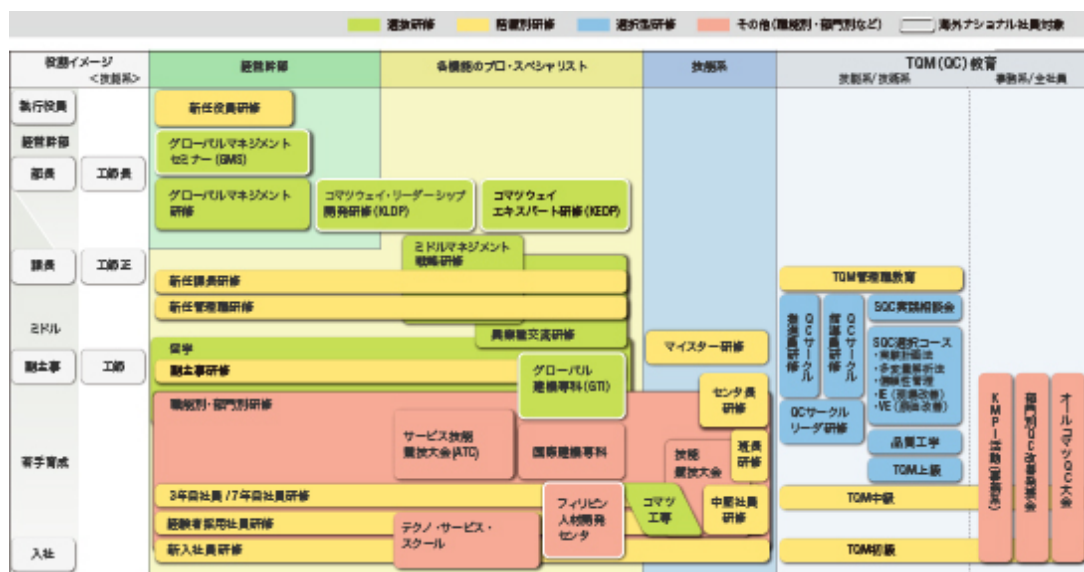 選抜研修
階層別研修
選択型研修
その他(職能別・部門別など)
海外ナショナル社員対象
役割イメージ
<技能系>
経営幹部
各機能のプロ・スペシャリスト
技能系
TQM(QC)教育
技能系/技術系
事務系/全社員
執行役員
経営幹部
部長
工師長
課長
工師正
ミドル
副主事
工師
若手育成
入社
新任役員研修
グローバルマネジメント
セミナー(GMS)
グローバルマネジメント
研修
コマツウェイ・リーダーシップ
開発研修(KLDP)
コマツウェイ
エキスパート研修(KEDP)
ミドルマネジメント
戦略研修
新任課長研修
新任管理職研修
異業種交流研修
留学
副主事研修
グローバル
建機専科(GTI)
職能別・部門別研修
サービス技能
競技大会(ATC)
国際建機専科
3年目社員/7年目社員研修
経験者採用社員研修
新入社員研修
テクノ・サービス・
スクール
フィリピン
人材開発
センタ
コマツ
工専
マイスター研修
センタ長
研修
班長
研修
技能
競技大会
中堅社員
研修
TQM管理職教育
QCサークル
推進員研修
QCサークル
指導員研修
SQC実践相談会
SQC選択コース
・実験計画法
・多変量解析法
・信頼性管理
・IE(現場改善)
・VE(原価改善)
QCサークル
リーダ研修
品質工学
TQM上級
TQM中級
TQM初級
KMPI活動(事務系)
部門別QC改善発表会
オールコマツQC大会